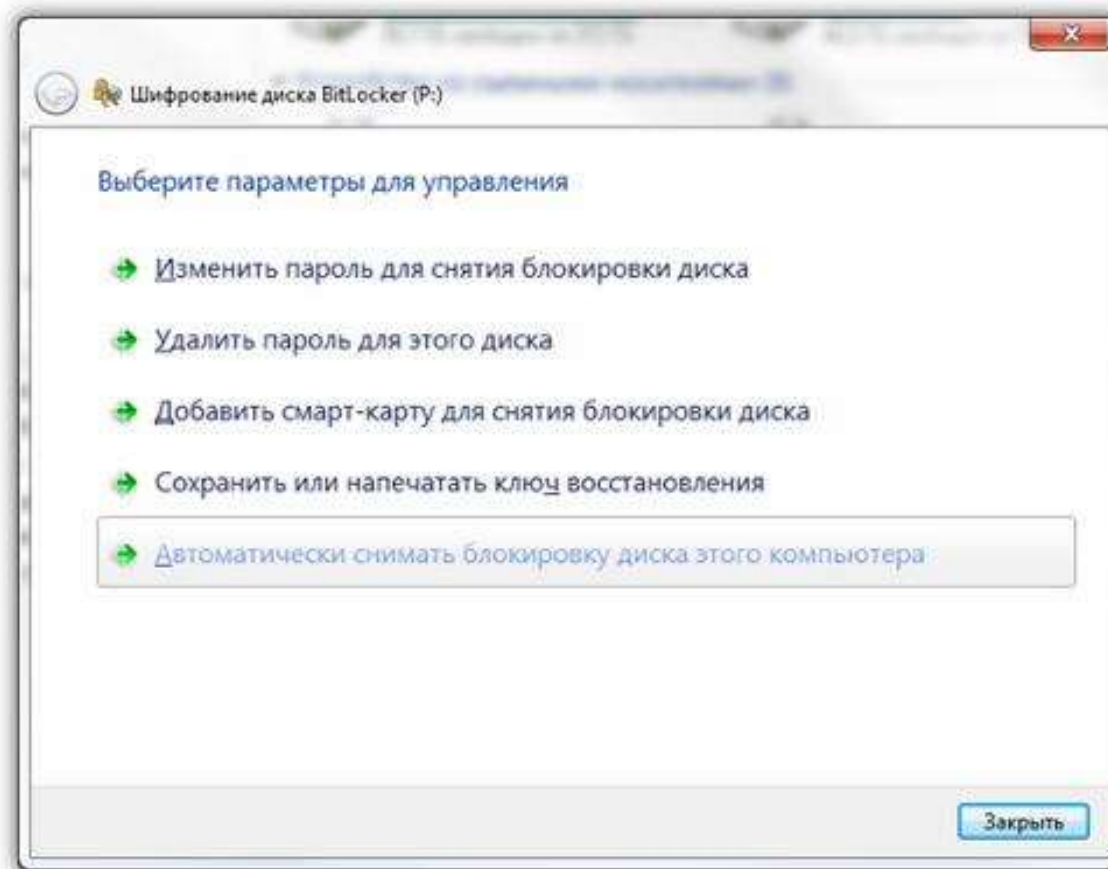 Шифрование диска BitLocker (P:)
Выберите параметры для управления
Изменить пароль для снятия блокировки диска
Удалить пароль для этого диска
Добавить смарт-карту для снятия блокировки диска
Сохранить или напечатать ключ восстановления
Автоматически снимать блокировку диска этого компьютера
Закрыть